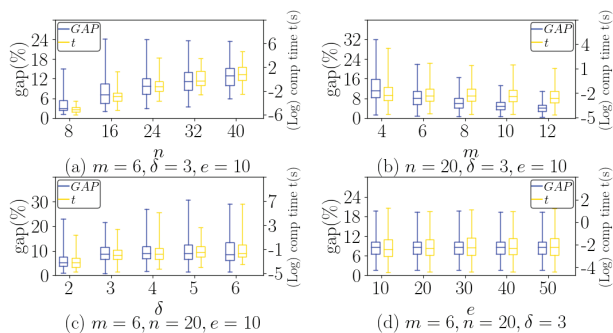 GAP
t
gap(%)
24
18
12
6
0
10
6
2
−2
−6
(Log) comp time t(s)
8 16 24 32 40
n
(a) m = 6, δ = 3, e = 10
GAP
t
gap(%)
32
24
16
8
0
4
1
−2
−5
(Log) comp time t(s)
4 6 8 10 12
m
(b) n = 20, δ = 3, e = 10
GAP
t
gap(%)
30
20
10
0
7
3
−1
−5
(Log) comp time t(s)
2 3 4 5 6
δ
(c) m = 6, n = 20, e = 10
GAP
t
gap(%)
24
18
12
6
0
4
2
0
−2
−4
(Log) comp time t(s)
10 20 30 40 50
e
(d) m = 6, n = 20, δ = 3